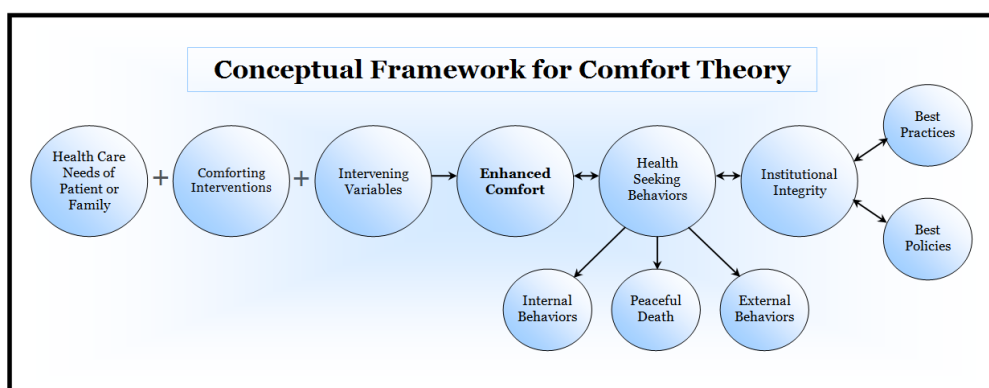 Conceptual Framework for Comfort Theory
Health Care
Needs of
Patient or
Family
+
Comforting
Interventions
+
Intervening
Variables
Enhanced
Comfort
Health
Seeking
Behaviors
Institutional
Integrity
Best
Practices
Best
Policies
Internal
Behaviors
Peaceful
Death
External
Behaviors